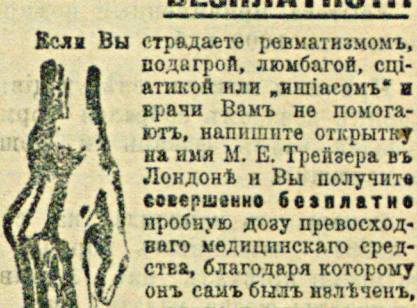 БЕЗПЛАТНО!!!
Если Вы страдаете ревматизмомъ,
подагрой, люмбагой, сці-
атикой или „ишіасомъ“ и
врачи Вамъ не помога-
ютъ, напишите открытку
на имя М. Е. Трейзера въ
Лондонѣ и Вы получите
совершенно безплатно
пробную дозу превосход-
наго медицинскаго сред-
ства, благодаря которому
онъ самъ былъ излѣченъ,